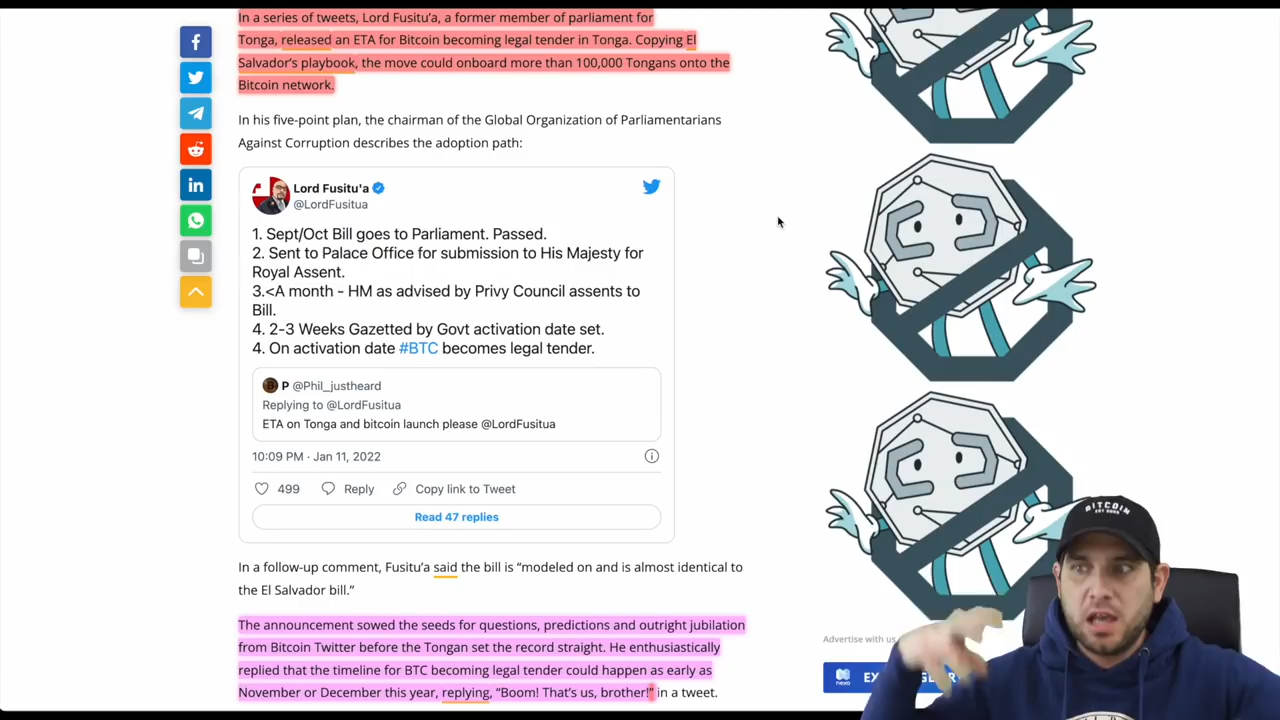 In a series of tweets, Lord Fusitu'a, a former member of parliament for
Tonga, released an ETA for Bitcoin becoming legal tender in Tonga. Copying El
Salvador's playbook, the move could onboard more than 100,000 Tongans onto the
Bitcoin network.
In his five-point plan, the chairman of the Global Organization of Parliamentarians
Against Corruption describes the adoption path:
Lord Fusitu'a
@LordFusitua
1. Sept/Oct Bill goes to Parliament. Passed.
2. Sent to Palace Office for submission to His Majesty for
Royal Assent.
3.<A month - HM as advised by Privy Council assents to
Bill.
4. 2-3 Weeks Gazetted by Govt activation date set.
4. On activation date #BTC becomes legal tender.
P @Phil_justheard
Replying to @LordFusitua
ETA on Tonga and bitcoin launch please @LordFusitua
10:09 PM · Jan 11, 2022
499 Reply Copy link to Tweet
Read 47 replies
In a follow-up comment, Fusitu'a said the bill is “modeled on and is almost identical to
the El Salvador bill.”
The announcement sowed the seeds for questions, predictions and outright jubilation
from Bitcoin Twitter before the Tongan set the record straight. He enthusiastically
replied that the timeline for BTC becoming legal tender could happen as early as
November or December this year, replying, “Boom! That's us, brother!” in a tweet.
Advertise with us
nexo
BITCOIN